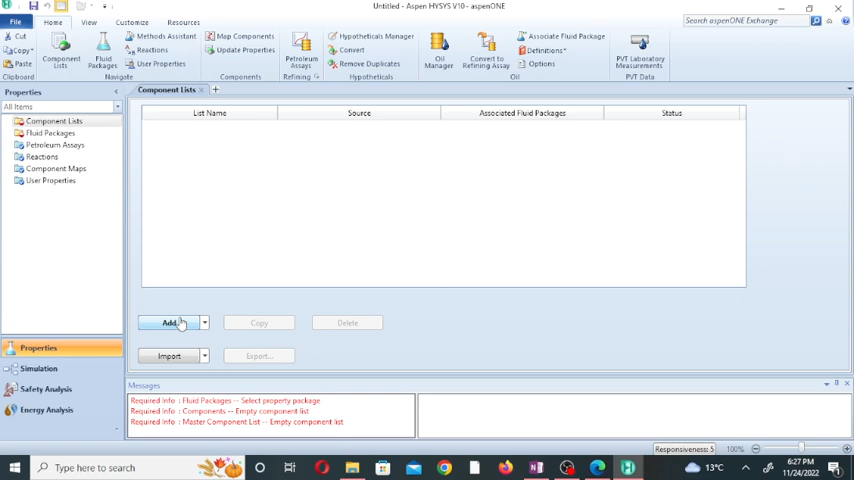 Untitled - Aspen HYSYS V10 - aspenONE
File
Home
View
Customize
Resources
Search aspenONE Exchange
Cut
Copy
Paste
Clipboard
Component Lists
Fluid Packages
Methods Assistant
Reactions
User Properties
Navigate
Map Components
Update Properties
Components
Petroleum Assays
Refining
Hypotheticals Manager
Convert
Remove Duplicates
Hypotheticals
Oil Manager
Convert to Refining Assay
Associate Fluid Package
Definitions
Options
Oil
PVT Laboratory Measurements
PVT Data
Properties
All Items
Component Lists
Fluid Packages
Petroleum Assays
Reactions
Component Maps
User Properties
Properties
Simulation
Safety Analysis
Energy Analysis
Component Lists
List Name
Source
Associated Fluid Packages
Status
Add
Copy
Delete
Import
Export...
Messages
Required Info : Fluid Packages -- Select property package
Required Info : Components -- Empty component list
Required Info : Master Component List -- Empty component list
Responsiveness: 5
100%
Type here to search
13°C
6:27 PM
11/24/2022